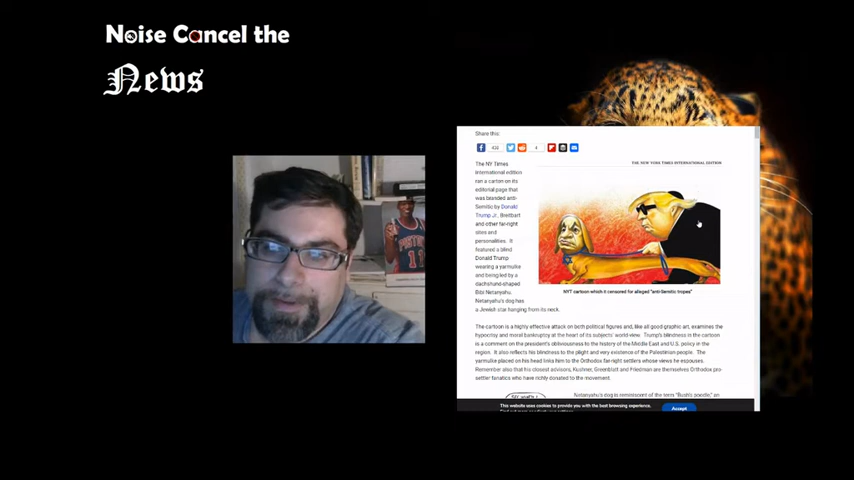 Noise Cancel the
News
Share this:
THE NEW YORK TIMES INTERNATIONAL EDITION
The NY Times
International edition
ran a carton on its
editorial page that
was branded anti-
Semitic by Donald
Trump Jr., Breitbart
and other far-right
sites and
personalities. It
featured a blind
Donald Trump
wearing a yarmulke
and being led by a
dachshund-shaped
Bibi Netanyahu.
Netanyahu's dog has
a Jewish star hanging from its neck.
NYT cartoon which it censored for alleged "anti-Semitic tropes"
The cartoon is a highly effective attack on both political figures and, like all good graphic art, examines the
hypocrisy and moral bankruptcy at the heart of its subjects' world-view. Trump's blindness in the cartoon
is a comment on the president's obliviousness to the history of the Middle East and U.S. policy in the
region. It also reflects his blindness to the plight and very existence of the Palestinian people. The
yarmulke placed on his head links him to the Orthodox far-right settlers whose views he espouses.
Remember also that his closest advisors, Kushner, Greenblatt and Friedman are themselves Orthodox pro-
settler fanatics who have richly donated to the movement.
Netanyahu's dog is reminiscent of the term "Bush's poodle," an
This website uses cookies to provide you with the best browsing experience.
Accept
PISTONS
11